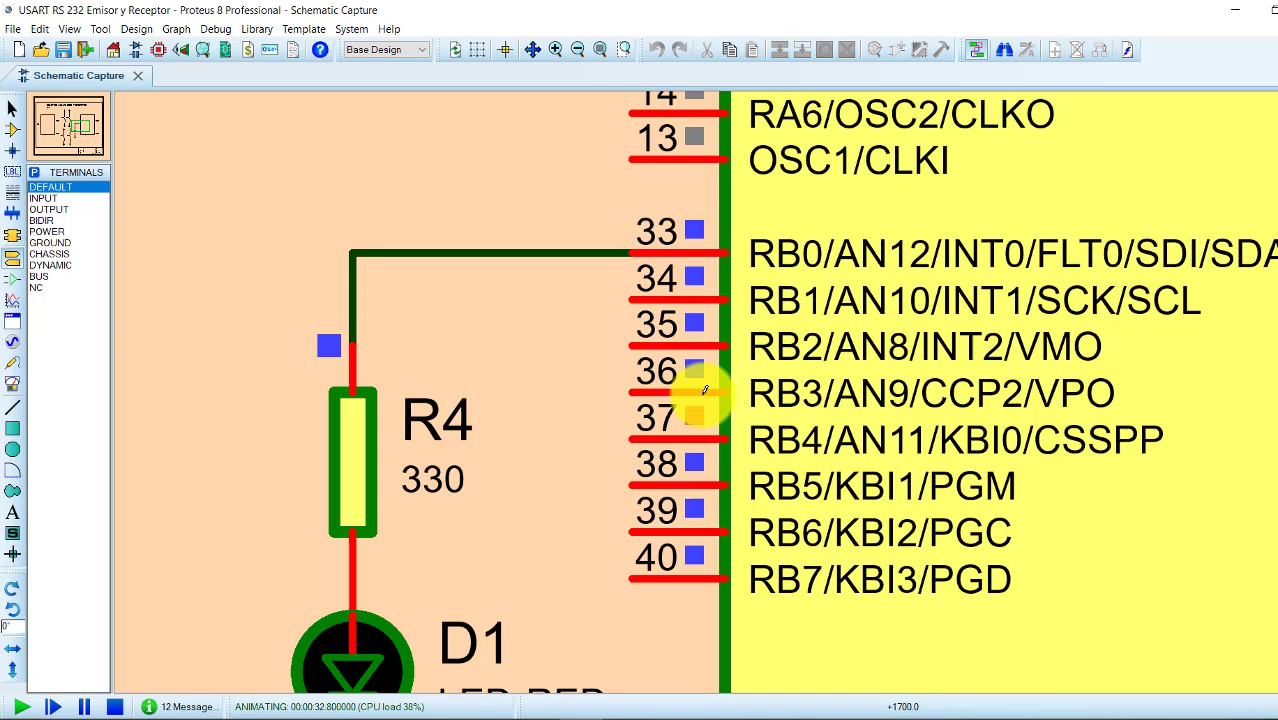 USART RS 232 Emisor y Receptor - Proteus 8 Professional - Schematic Capture
File Edit View Tool Design Graph Debug Library Template System Help
Base Design
Schematic Capture
P TERMINALS
DEFAULT
INPUT
OUTPUT
BIDIR
POWER
GROUND
CHASSIS
DYNAMIC
BUS
NC
LBL
A
S
0°
14
RA6/OSC2/CLKO
13
OSC1/CLKI
33
RB0/AN12/INT0/FLT0/SDI/SDA
34
RB1/AN10/INT1/SCK/SCL
35
RB2/AN8/INT2/VMO
36
RB3/AN9/CCP2/VPO
37
RB4/AN11/KBI0/CSSPP
38
RB5/KBI1/PGM
39
RB6/KBI2/PGC
40
RB7/KBI3/PGD
R4
330
D1
LED-RED
12 Message...
ANIMATING: 00:00:32.800000 (CPU load 38%)
+1700.0